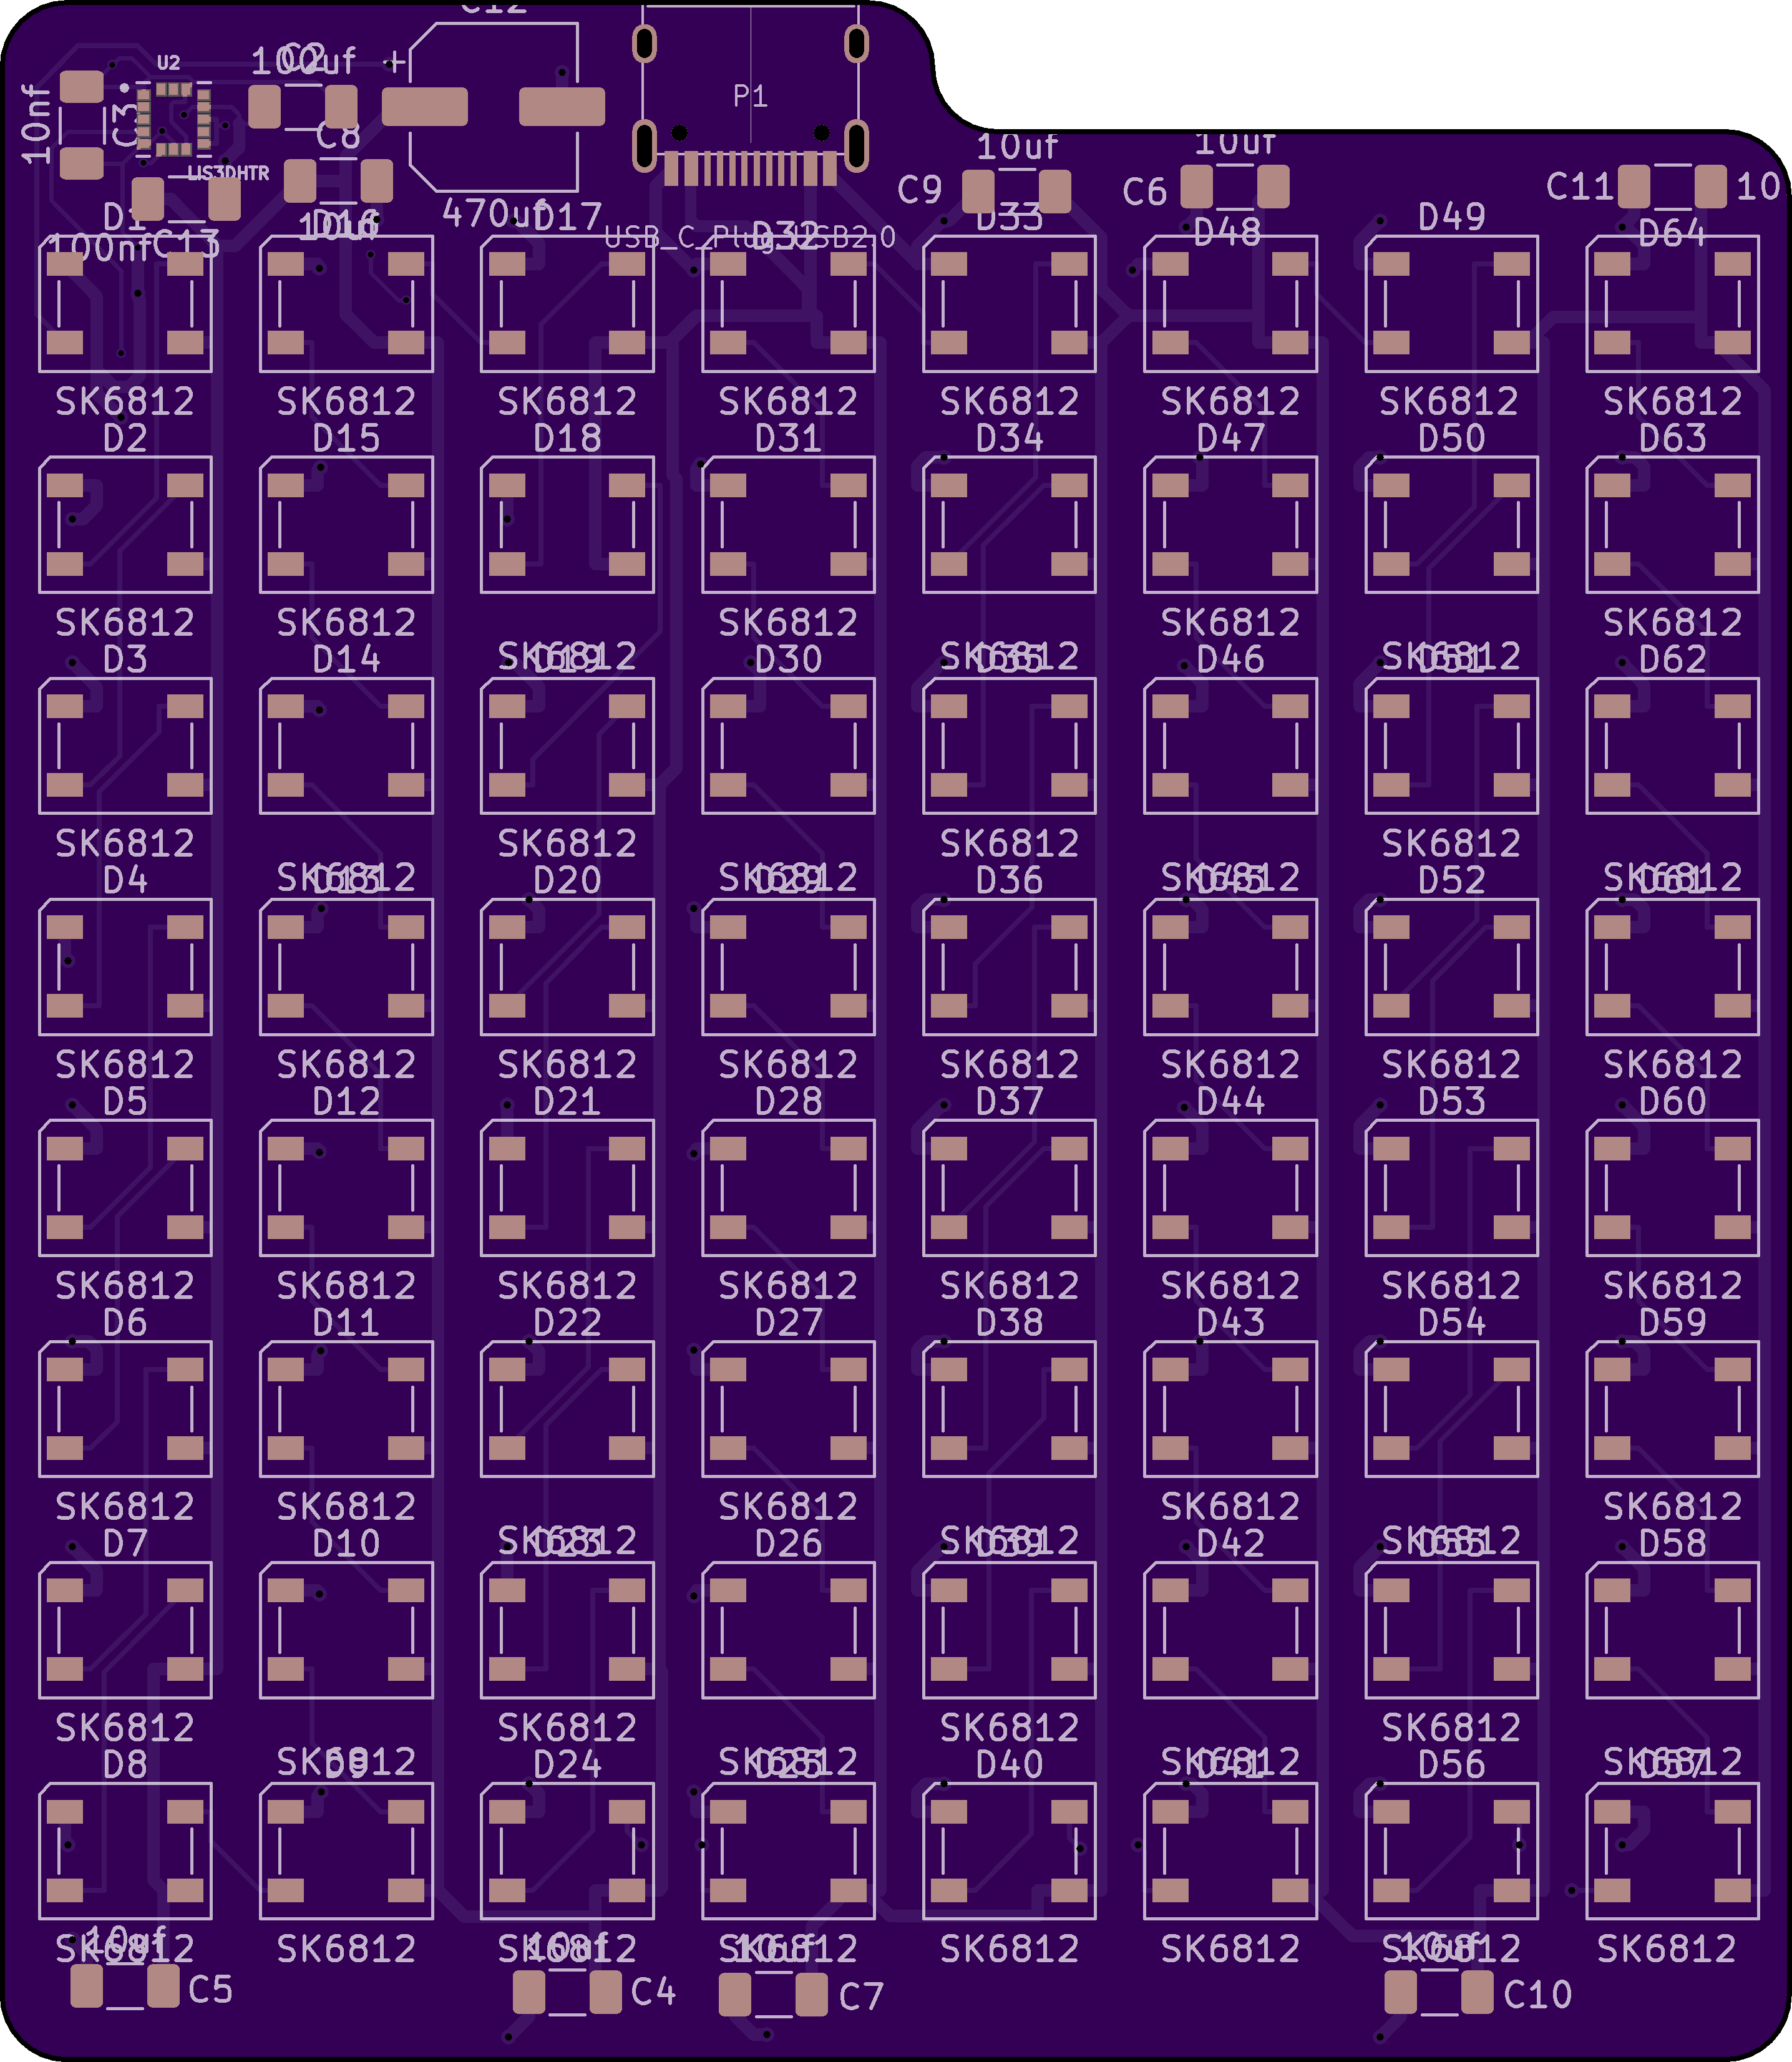 C12
U2
100uf
C2
+
10nf
C3
P1
C8
10uf
10uf
LIS3DHTR
C9
C6
C11
10
D1
D16
10uf
470uf
D17
D33
D49
100nf
C13
USB_C_Plug_USB2.0
D32
D48
D64
SK6812 SK6812 SK6812 SK6812 SK6812 SK6812 SK6812 SK6812
D2 D15 D18 D31 D34 D47 D50 D63
SK6812 SK6812 SK6812 SK6812 SK6812 SK6812 SK6812 SK6812
D3 D14 D19 D30 D35 D46 D51 D62
SK6812 SK6812 SK6812 SK6812 SK6812 SK6812 SK6812 SK6812
D4 D13 D20 D29 D36 D45 D52 D61
SK6812 SK6812 SK6812 SK6812 SK6812 SK6812 SK6812 SK6812
D5 D12 D21 D28 D37 D44 D53 D60
SK6812 SK6812 SK6812 SK6812 SK6812 SK6812 SK6812 SK6812
D6 D11 D22 D27 D38 D43 D54 D59
SK6812 SK6812 SK6812 SK6812 SK6812 SK6812 SK6812 SK6812
D7 D10 D23 D26 D39 D42 D55 D58
SK6812 SK6812 SK6812 SK6812 SK6812 SK6812 SK6812 SK6812
D8 D9 D24 D25 D40 D41 D56 D57
10uf 10uf 10uf 10uf
SK6812 SK6812 SK6812 SK6812 SK6812 SK6812 SK6812 SK6812
C5 C4 C7 C10